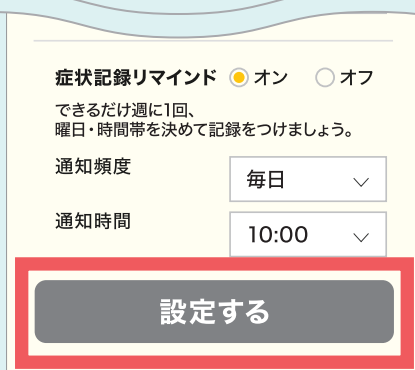 症状記録リマインド オン オフ
できるだけ週に1回、
曜日・時間帯を決めて記録をつけましょう。
通知頻度 毎日
通知時間 10:00
設定する